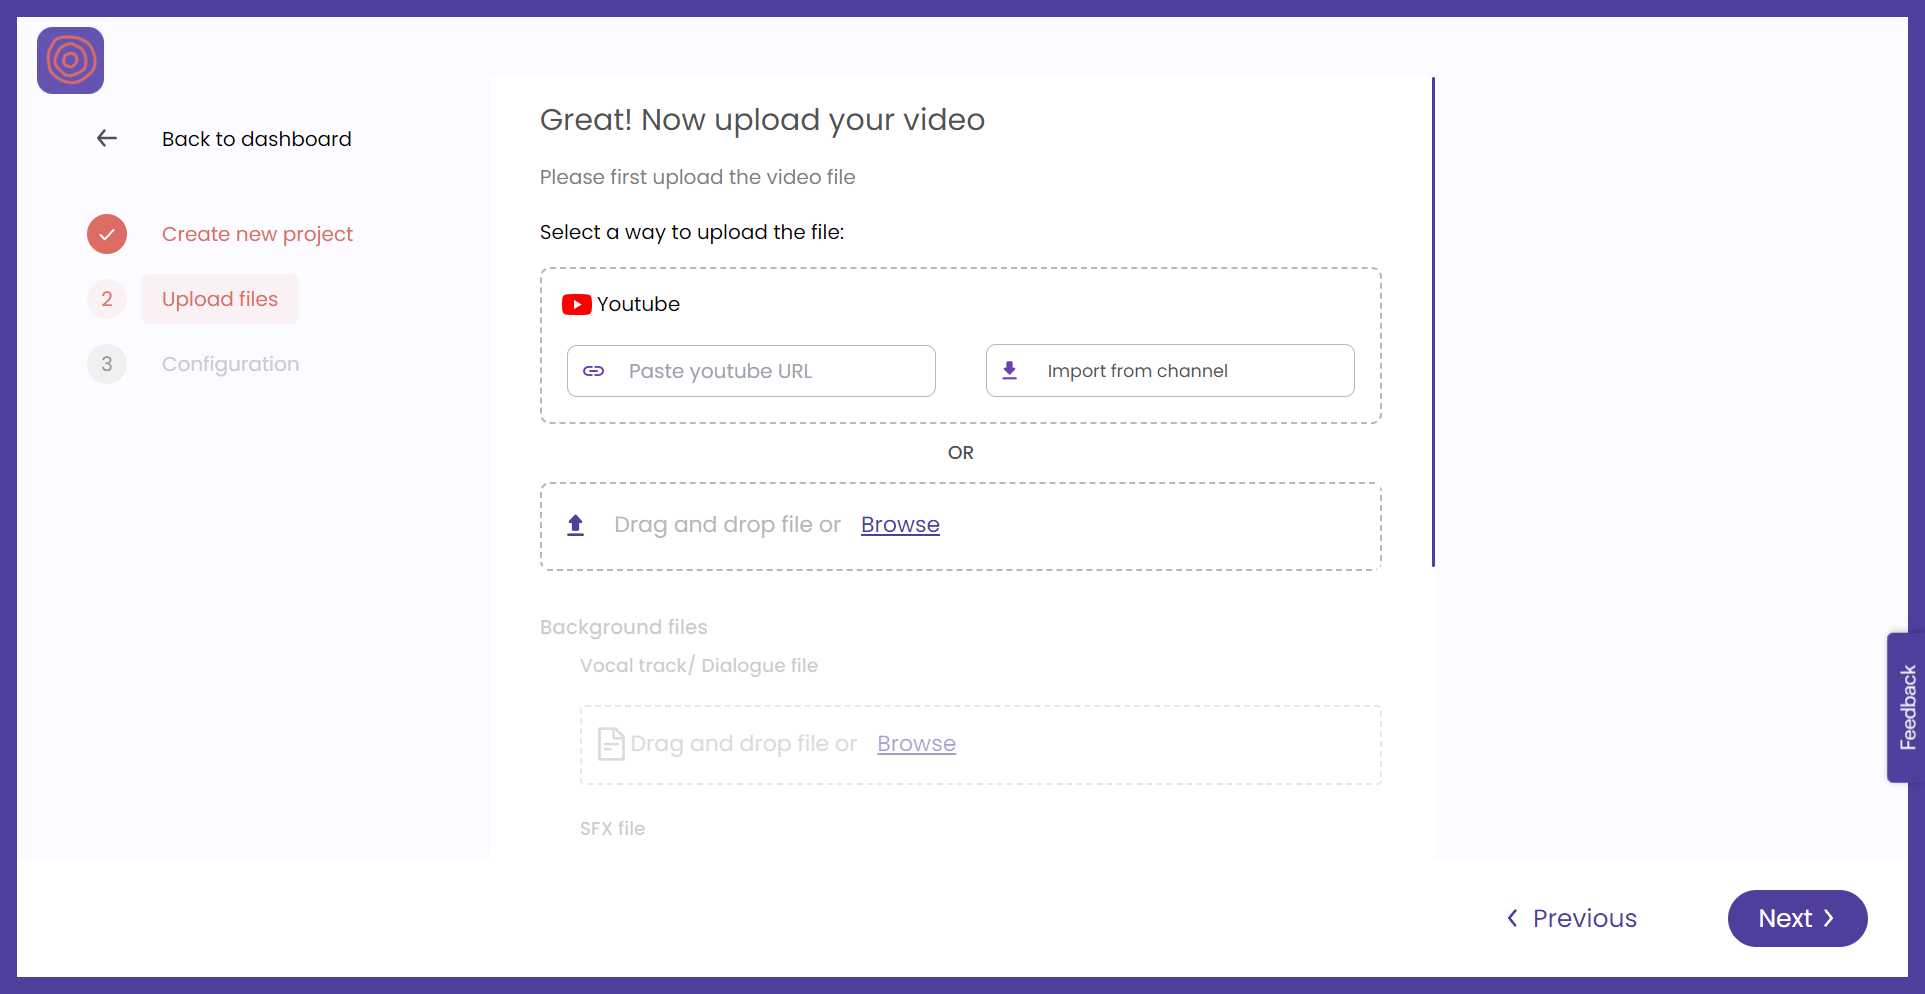 Back to dashboard
Create new project
2 Upload files
3 Configuration
Great! Now upload your video
Please first upload the video file
Select a way to upload the file:
Youtube
Paste youtube URL
Import from channel
OR
Drag and drop file or Browse
Background files
Vocal track/ Dialogue file
Drag and drop file or Browse
SFX file
Feedback
Previous
Next